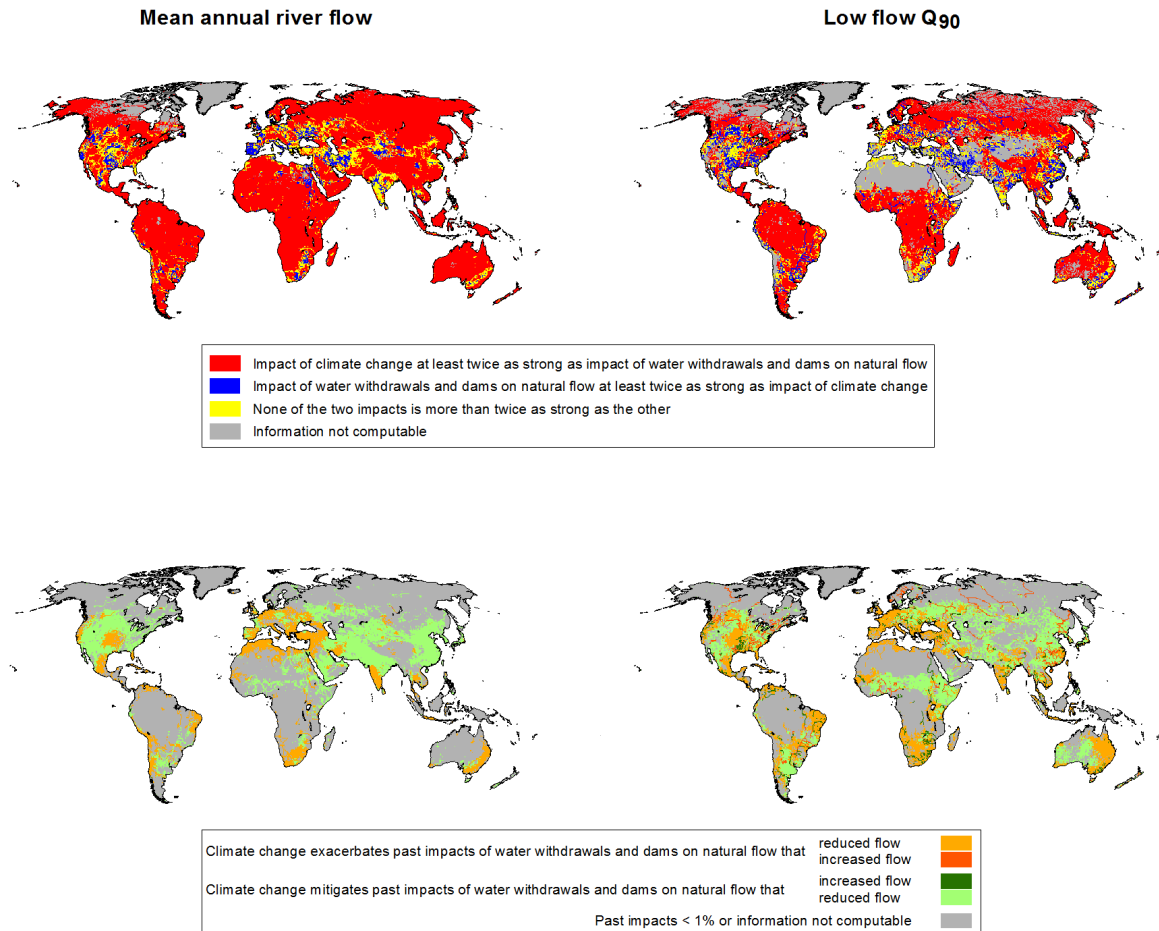 Mean annual river flow
Low flow Q90
Impact of climate change at least twice as strong as impact of water withdrawals and dams on natural flow
Impact of water withdrawals and dams on natural flow at least twice as strong as impact of climate change
None of the two impacts is more than twice as strong as the other
Information not computable
Climate change exacerbates past impacts of water withdrawals and dams on natural flow that
reduced flow
increased flow
Climate change mitigates past impacts of water withdrawals and dams on natural flow that
increased flow
reduced flow
Past impacts < 1% or information not computable